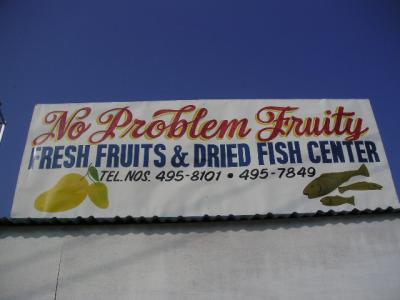 No Problem Fruity
FRESH FRUITS & DRIED FISH CENTER
TEL. NOS. 495-8101 • 495-7849